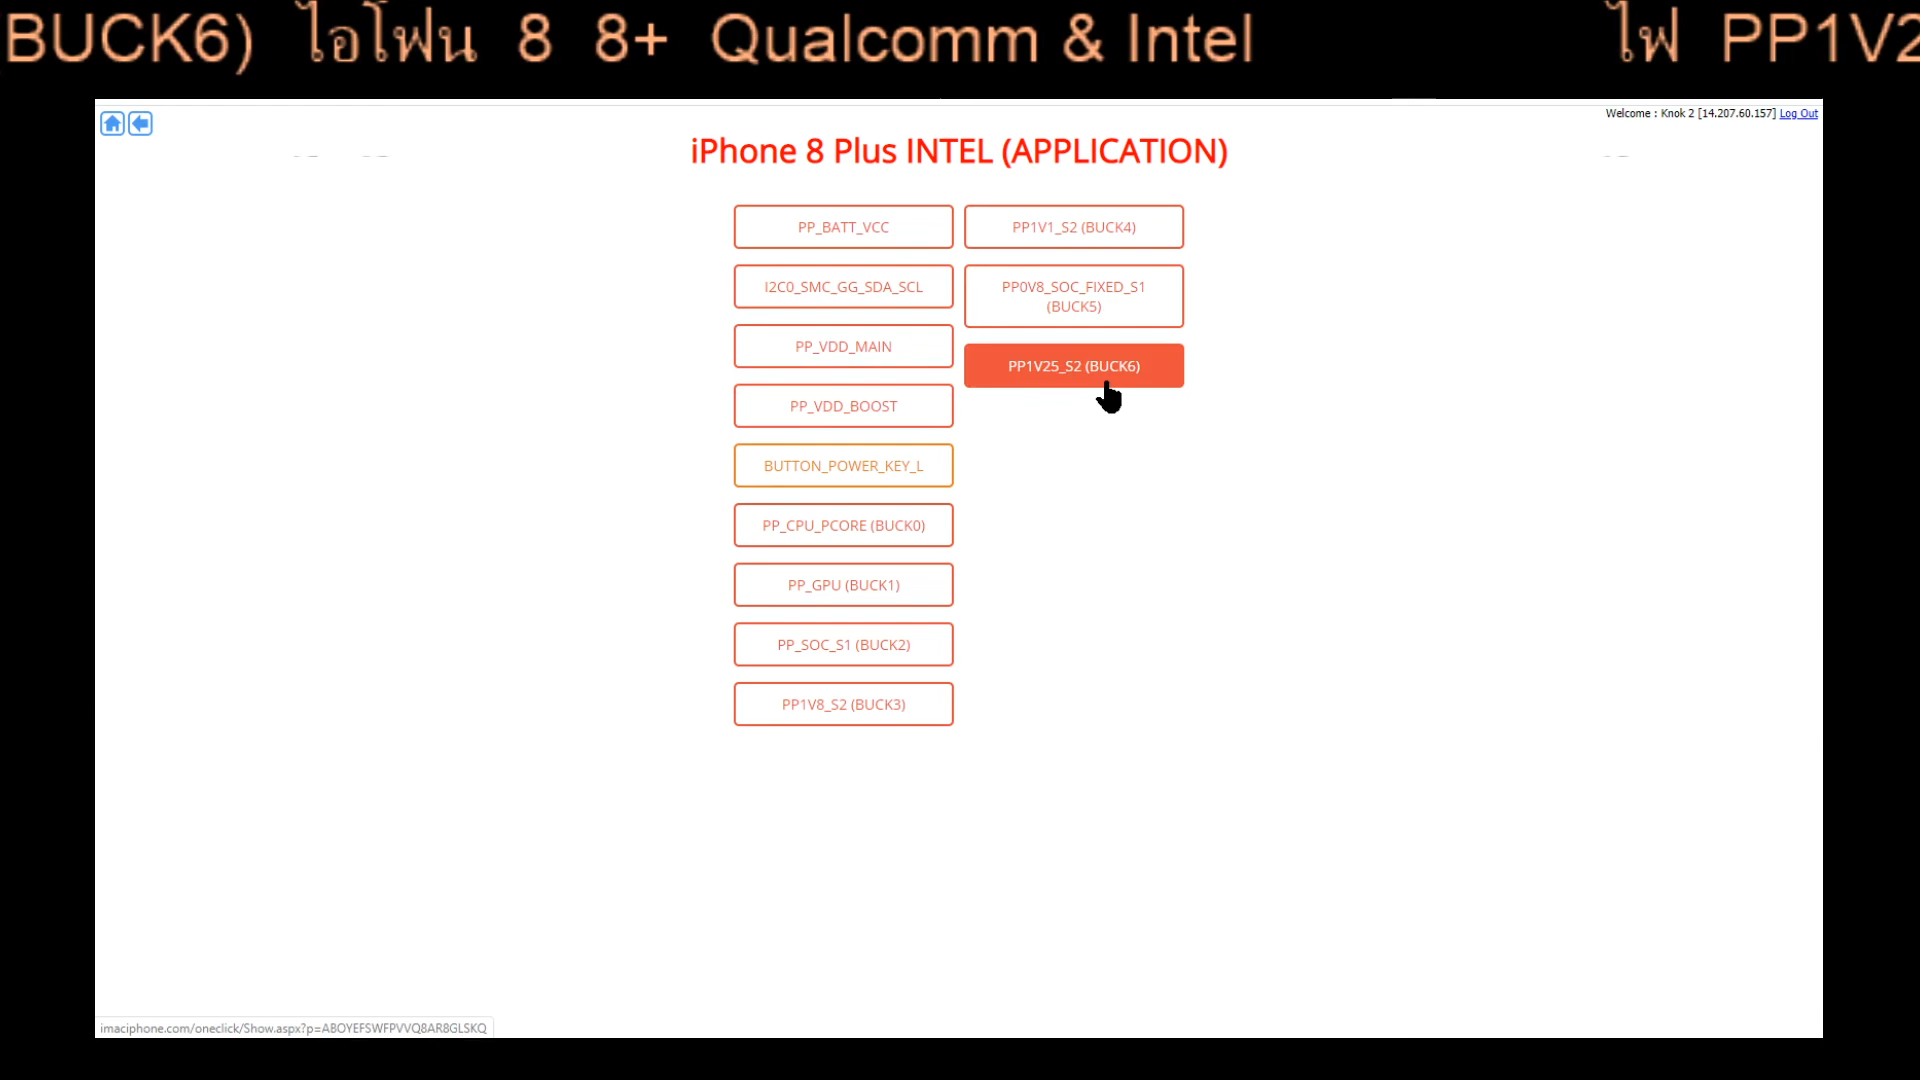 BUCK6) ไอโฟน 8 8+ Qualcomm & Intel ไฟ PP1V2
Welcome : Knok 2 [14.207.60.157] Log Out
iPhone 8 Plus INTEL (APPLICATION)
PP_BATT_VCC
I2C0_SMC_GG_SDA_SCL
PP_VDD_MAIN
PP_VDD_BOOST
BUTTON_POWER_KEY_L
PP_CPU_PCORE (BUCK0)
PP_GPU (BUCK1)
PP_SOC_S1 (BUCK2)
PP1V8_S2 (BUCK3)
PP1V1_S2 (BUCK4)
PP0V8_SOC_FIXED_S1
(BUCK5)
PP1V25_S2 (BUCK6)
imaciphone.com/oneclick/Show.aspx?p=ABOYEFSWFPVVQ8AR8GLSKQ